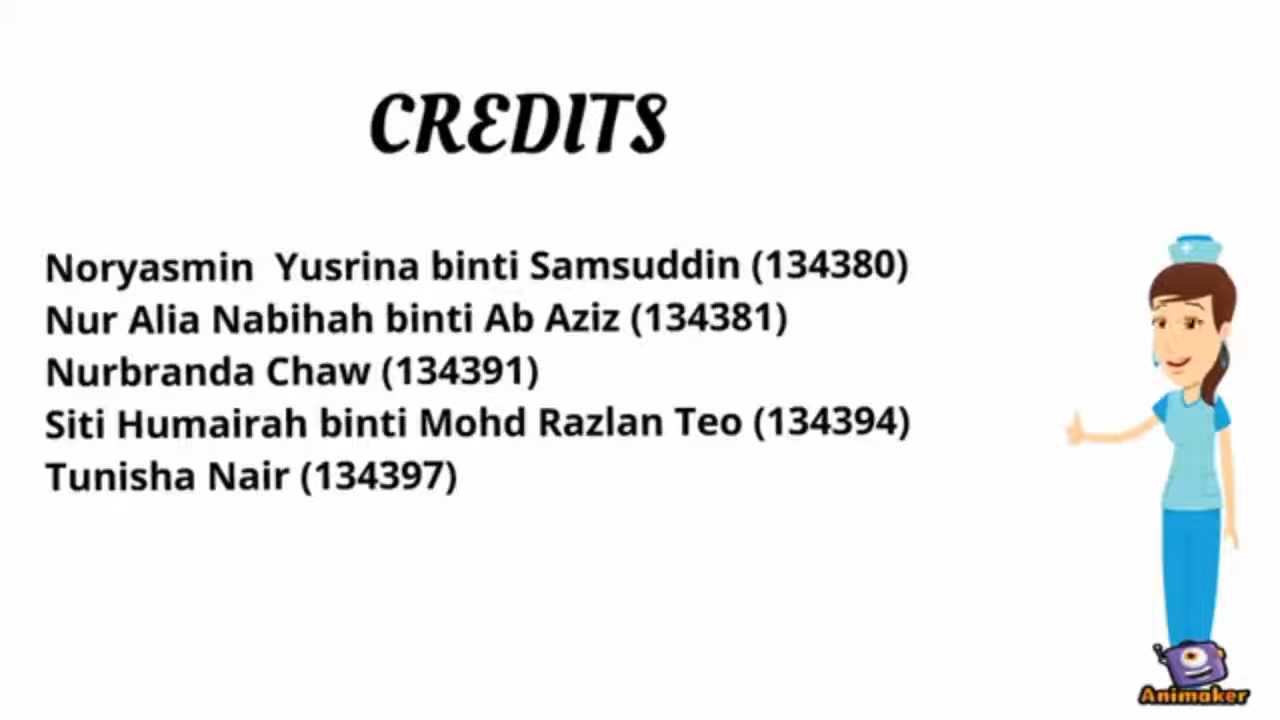 CREDITS
Noryasmin Yusrina binti Samsuddin (134380)
Nur Alia Nabihah binti Ab Aziz (134381)
Nurbranda Chaw (134391)
Siti Humairah binti Mohd Razlan Teo (134394)
Tunisha Nair (134397)
Animaker